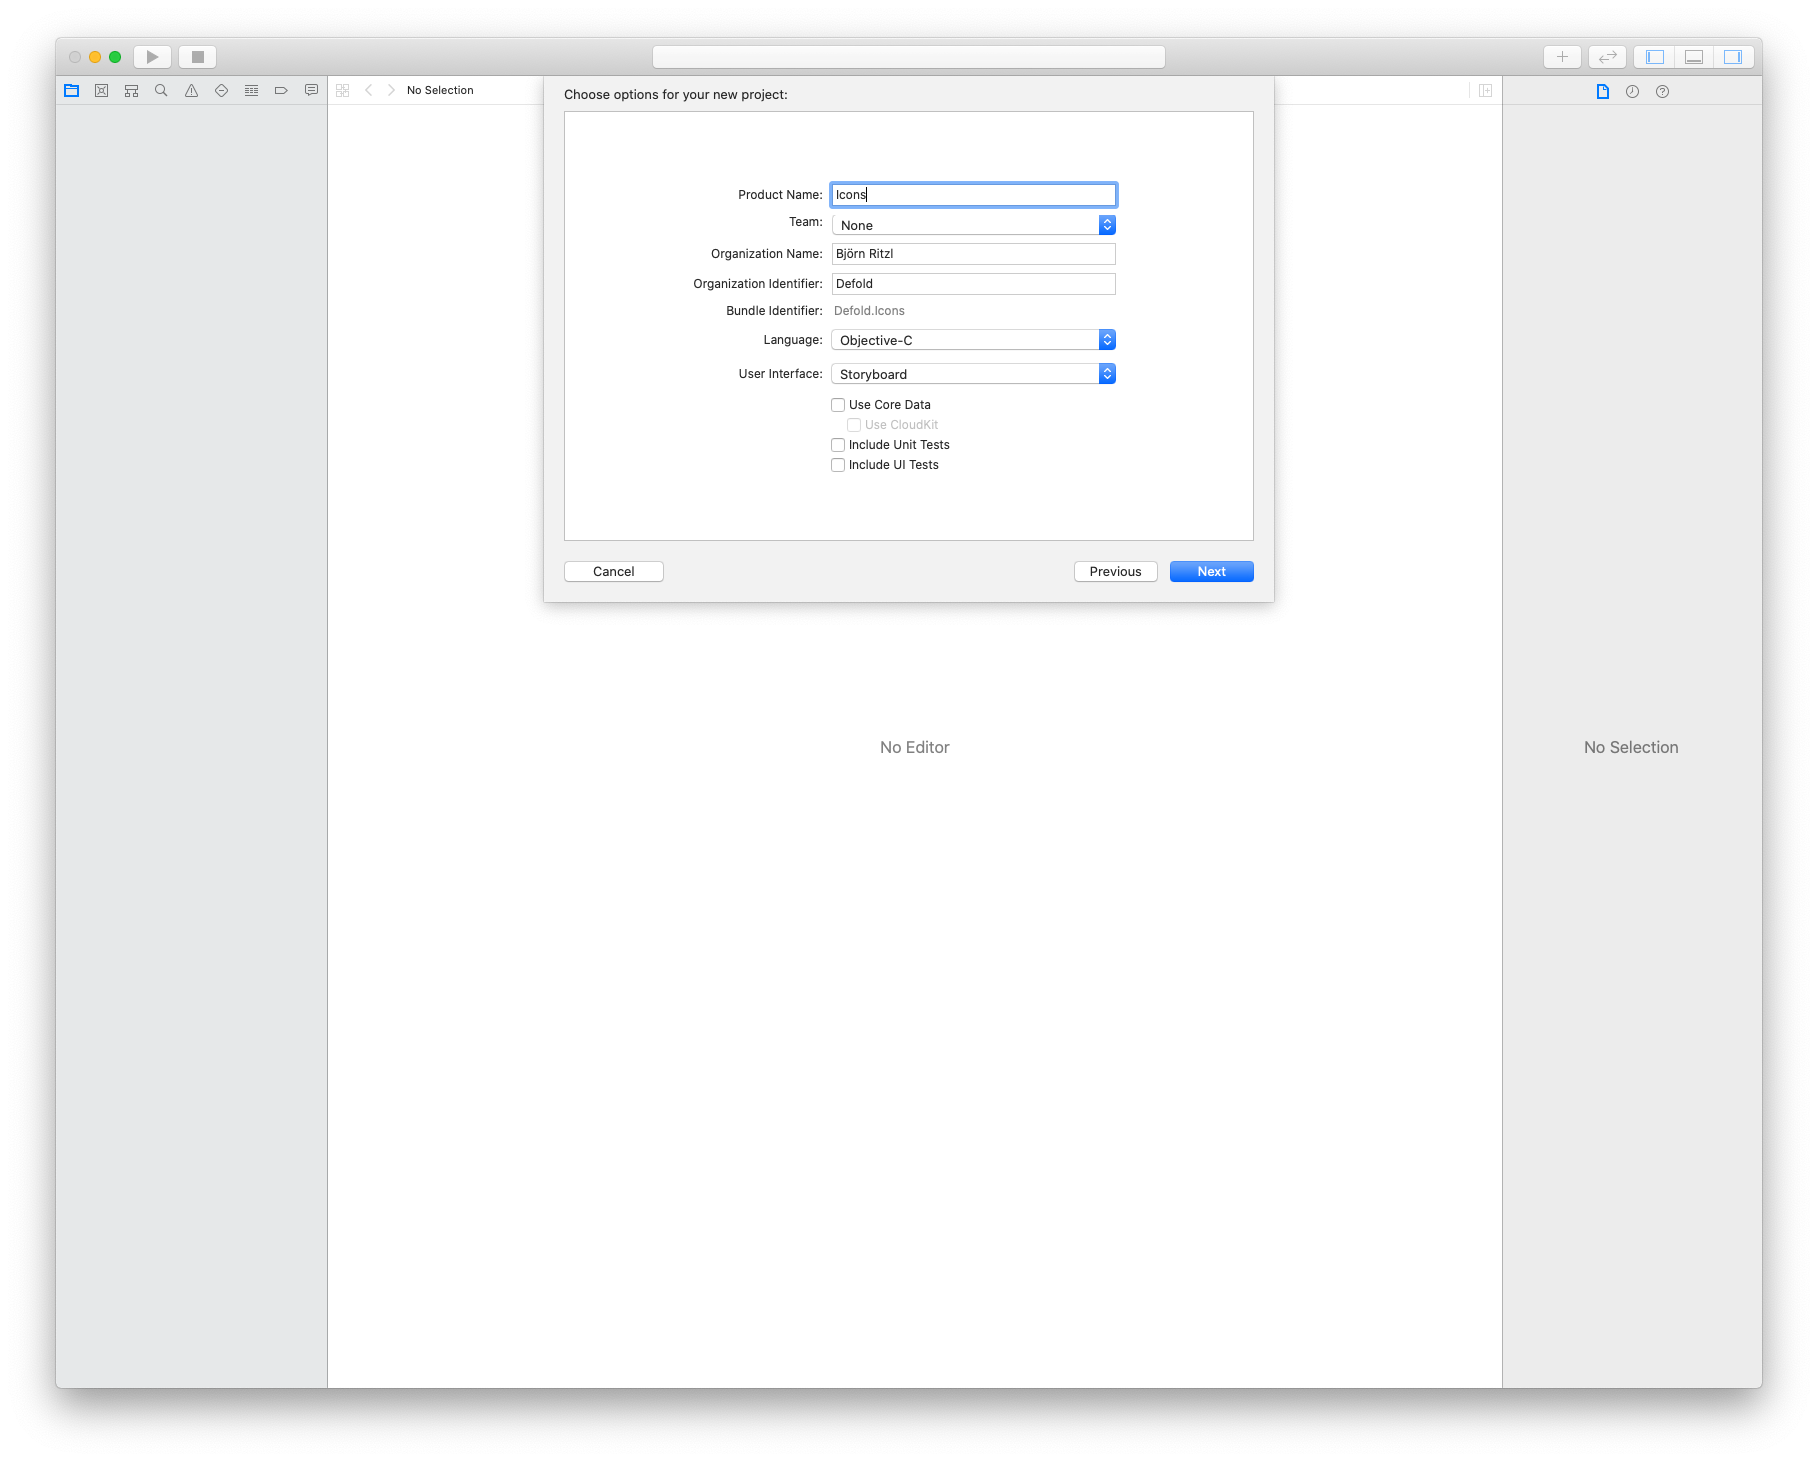 No Selection
Choose options for your new project:
Product Name: Icons
Team: None
Organization Name: Björn Ritzl
Organization Identifier: Defold
Bundle Identifier: Defold.Icons
Language: Objective-C
User Interface: Storyboard
Use Core Data
Use CloudKit
Include Unit Tests
Include UI Tests
Cancel Previous Next
No Editor No Selection